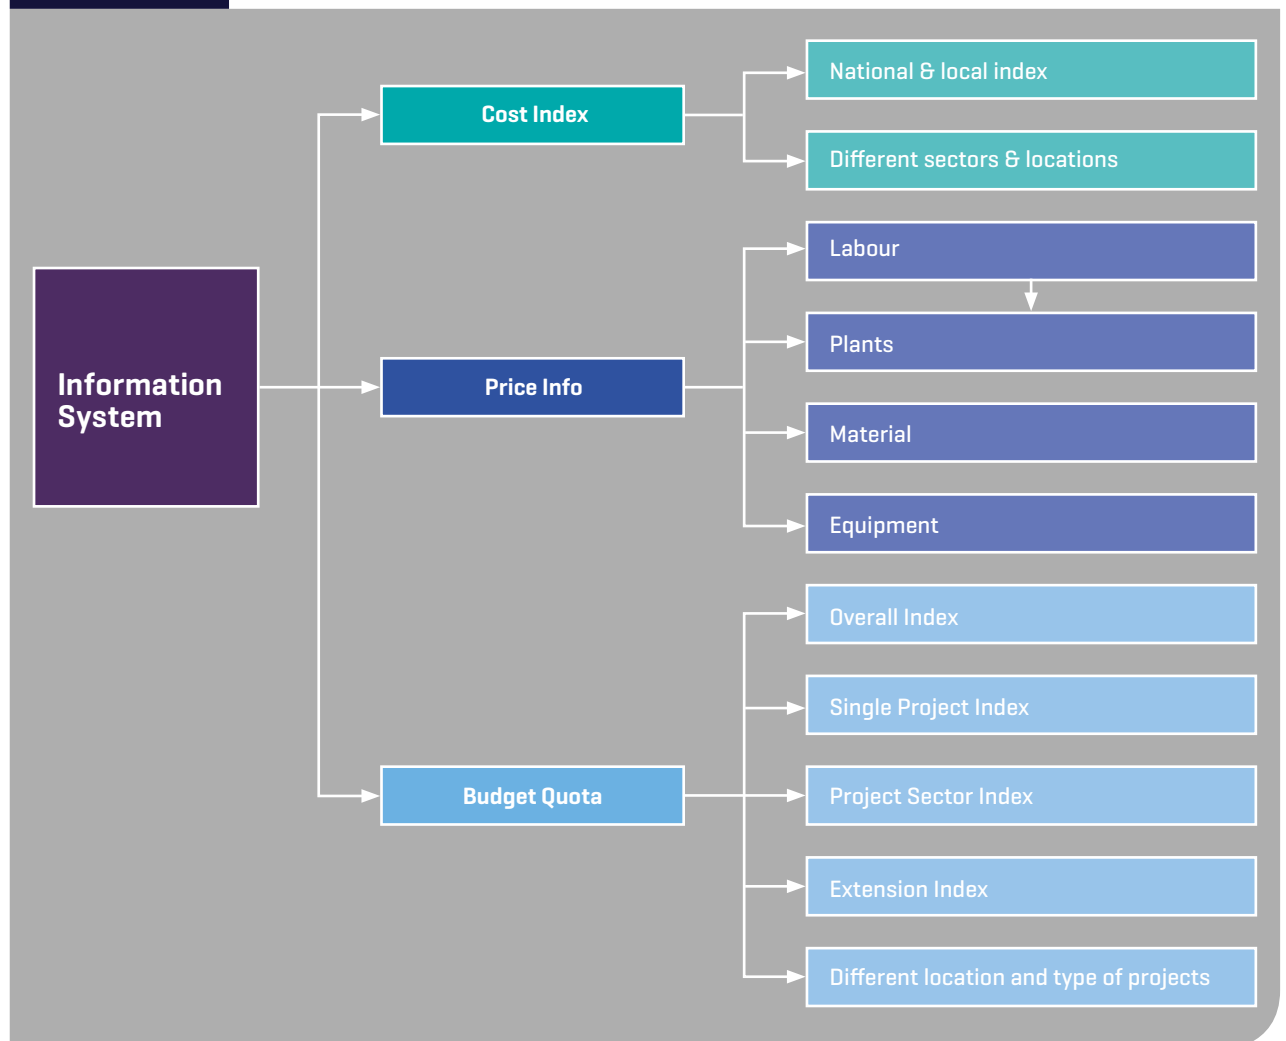 Information
System
Cost Index
National & local index
Different sectors & locations
Price Info
Labour
Plants
Material
Equipment
Budget Quota
Overall Index
Single Project Index
Project Sector Index
Extension Index
Different location and type of projects